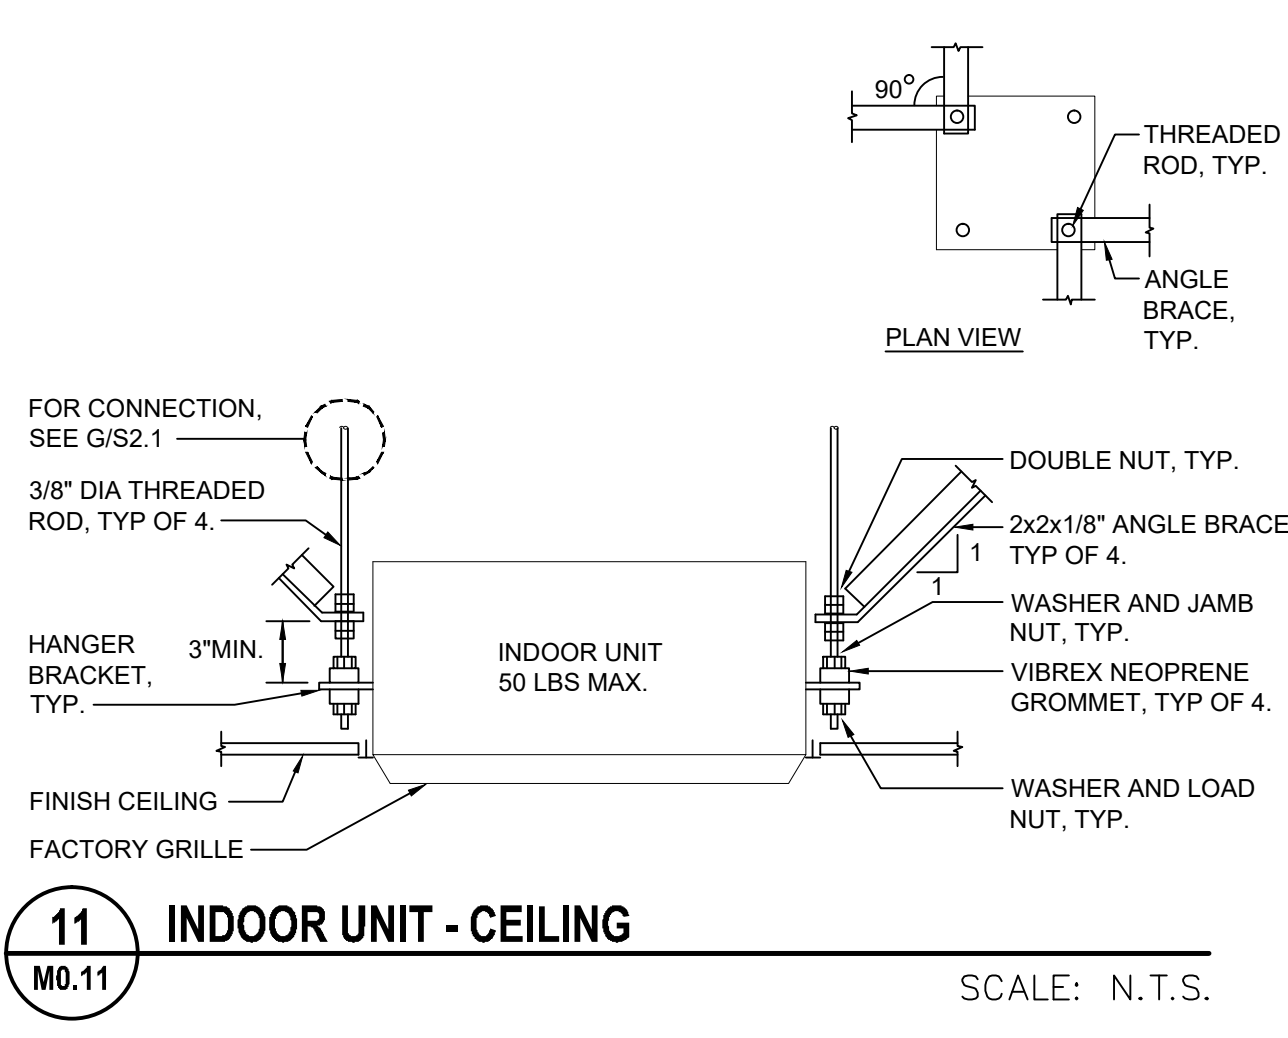 90°
THREADED
ROD, TYP.
ANGLE
BRACE,
TYP.
PLAN VIEW
FOR CONNECTION,
SEE G/S2.1
3/8" DIA THREADED
ROD, TYP OF 4.
HANGER
BRACKET,
TYP.
3"MIN.
INDOOR UNIT
50 LBS MAX.
DOUBLE NUT, TYP.
2x2x1/8" ANGLE BRACE
TYP OF 4.
1
1
WASHER AND JAMB
NUT, TYP.
VIBREX NEOPRENE
GROMMET, TYP OF 4.
FINISH CEILING
FACTORY GRILLE
WASHER AND LOAD
NUT, TYP.
11
M0.11
INDOOR UNIT - CEILING
SCALE: N.T.S.